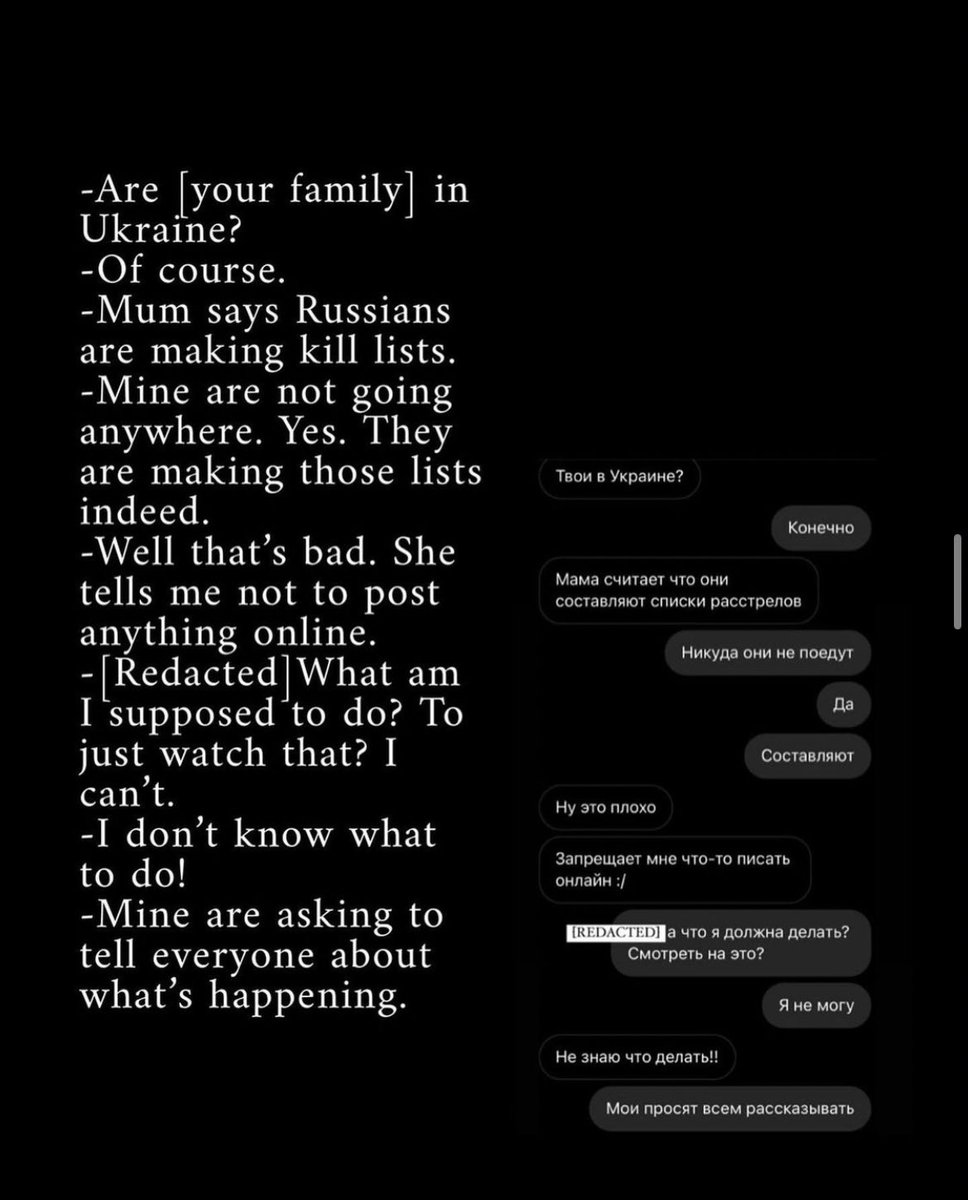 -Are [your family] in
Ukraine?
-Of course.
-Mum says Russians
are making kill lists.
-Mine are not going
anywhere. Yes. They
are making those lists
indeed.
-Well that’s bad. She
tells me not to post
anything online.
-[Redacted]What am
I supposed to do? To
just watch that? I
can’t.
-I don’t know what
to do!
-Mine are asking to
tell everyone about
what’s happening.
Твои в Украине?
Конечно
Мама считает что они
составляют списки расстрелов
Никуда они не поедут
Да
Составляют
Ну это плохо
Запрещает мне что-то писать
онлайн :/
[REDACTED] а что я должна делать?
Смотреть на это?
Я не могу
Не знаю что делать!!
Мои просят всем рассказывать